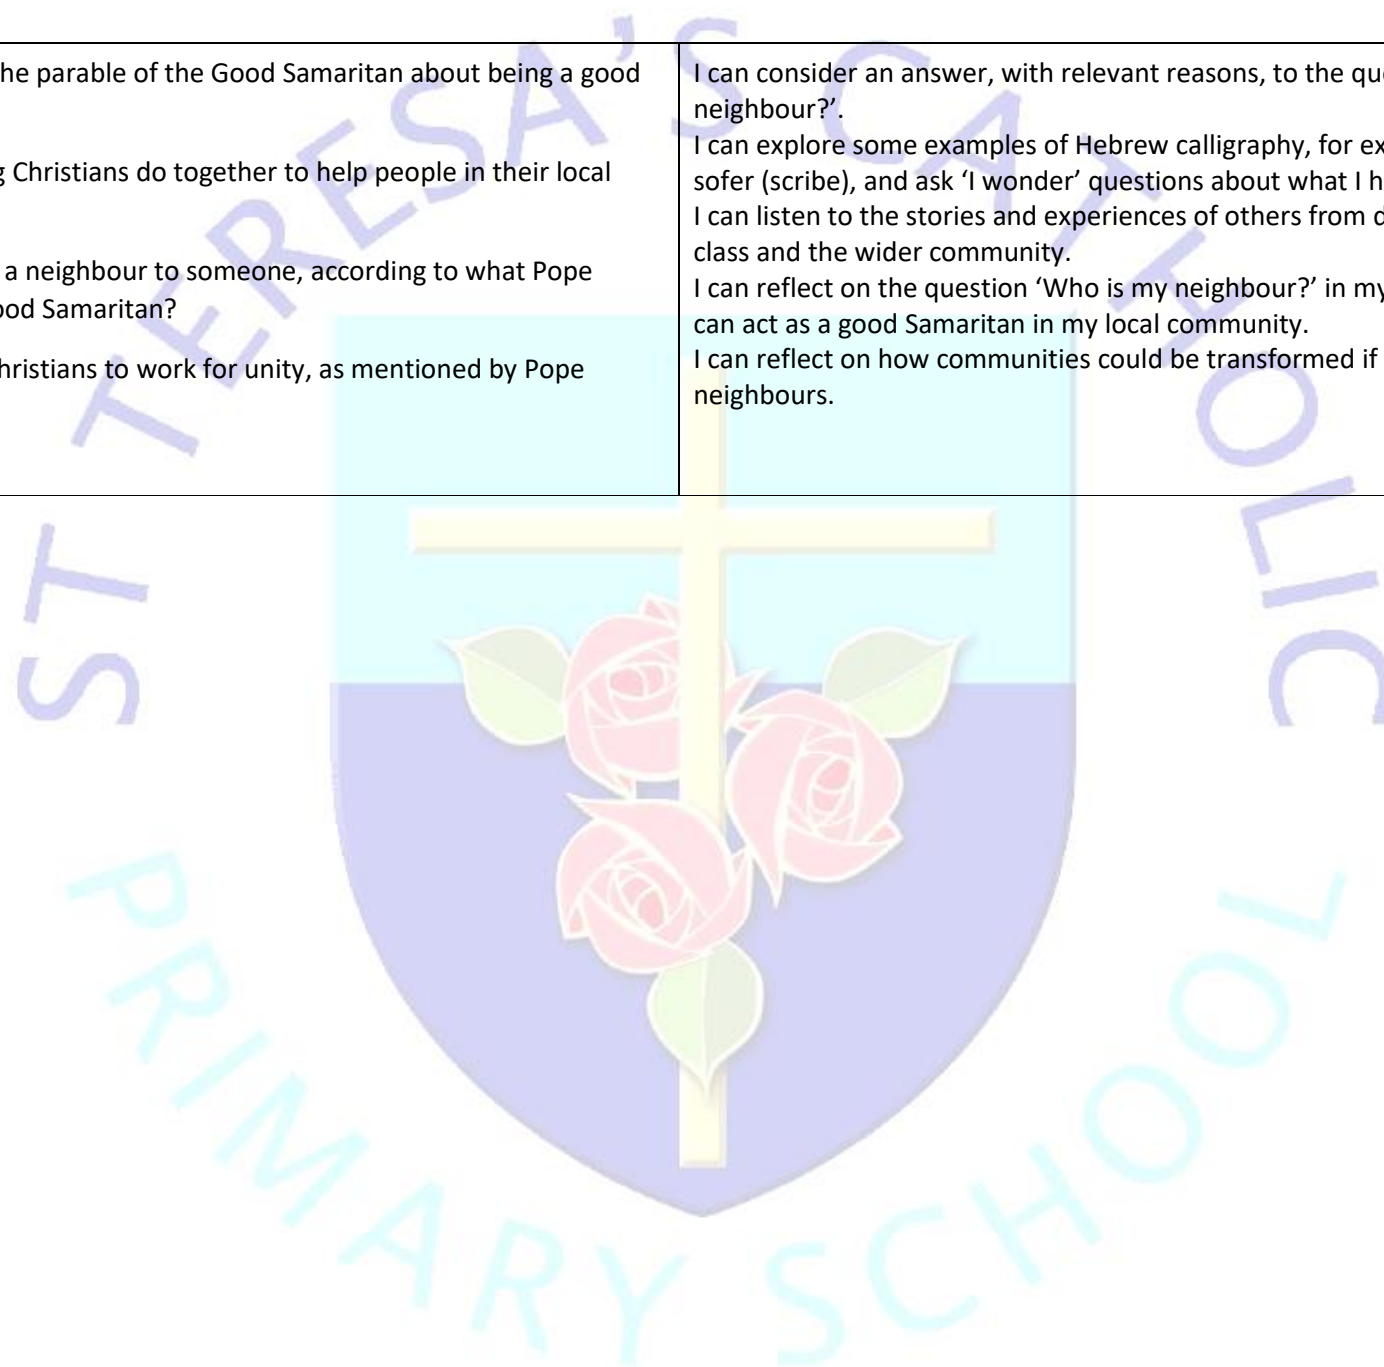 he parable of the Good Samaritan about being a good
g Christians do together to help people in their local
a neighbour to someone, according to what Pope
ood Samaritan?
hristians to work for unity, as mentioned by Pope
I can consider an answer, with relevant reasons, to the qu
neighbour?’.
I can explore some examples of Hebrew calligraphy, for ex
sofer (scribe), and ask ‘I wonder’ questions about what I h
I can listen to the stories and experiences of others from d
class and the wider community.
I can reflect on the question ‘Who is my neighbour?’ in my
can act as a good Samaritan in my local community.
I can reflect on how communities could be transformed if
neighbours.
ST TERESA’S CATHOLIC
PRIMARY SCHOOL